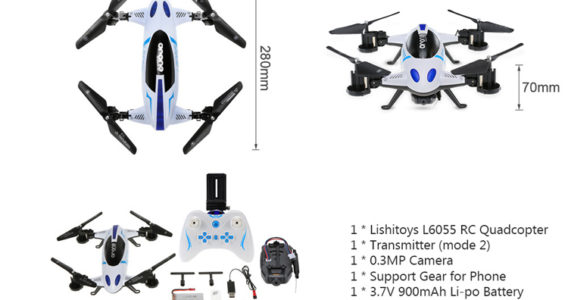 280mm
70mm
1 * Lishitoys L6055 RC Quadcopter
1 * Transmitter (mode 2)
1 * 0.3MP Camera
1 * Support Gear for Phone
1 * 3.7V 900mAh Li-po Battery